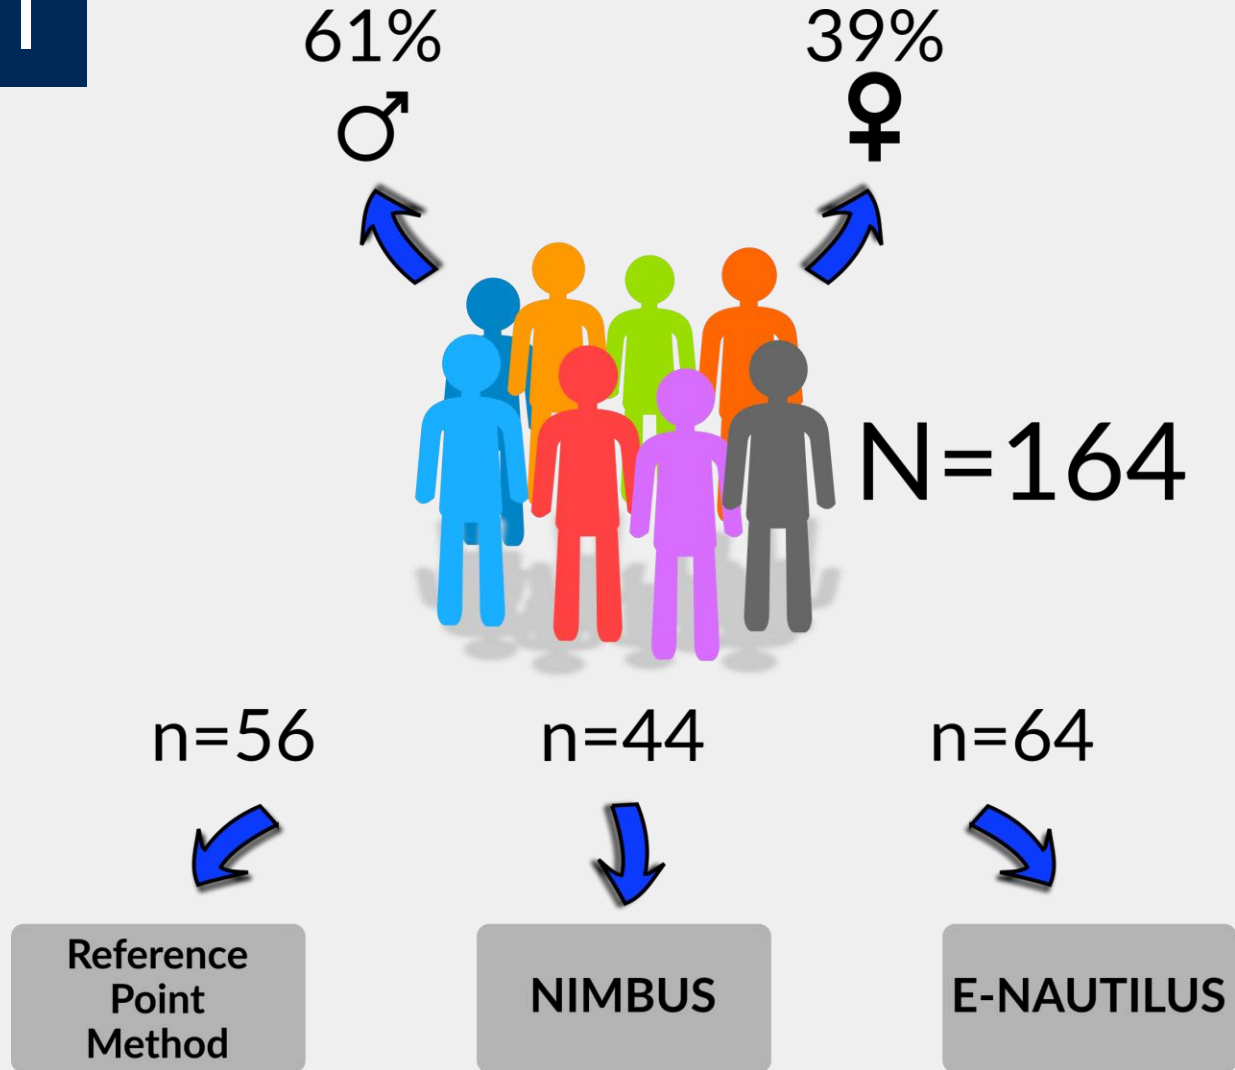 61%
39%
N=164
n=56
n=44
n=64
Reference
Point
Method
NIMBUS
E-NAUTILUS